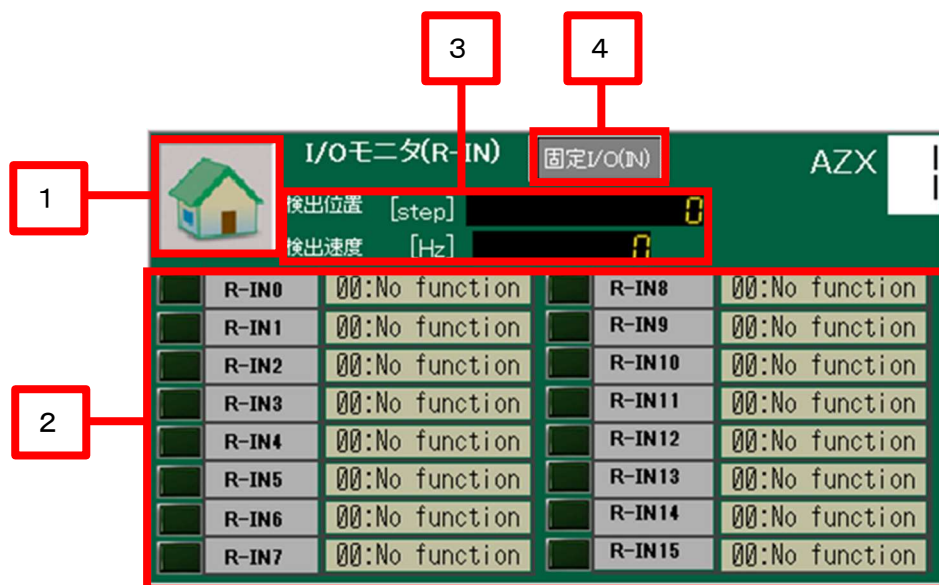 3 4
I/Oモニタ(R-IN) 固定I/O(IN) AZX
1
検出位置 [step] 0
検出速度 [Hz] 0
R-IN0 00:No function R-IN8 00:No function
R-IN1 00:No function R-IN9 00:No function
R-IN2 00:No function R-IN10 00:No function
R-IN3 00:No function R-IN11 00:No function
2
R-IN4 00:No function R-IN12 00:No function
R-IN5 00:No function R-IN13 00:No function
R-IN6 00:No function R-IN14 00:No function
R-IN7 00:No function R-IN15 00:No function